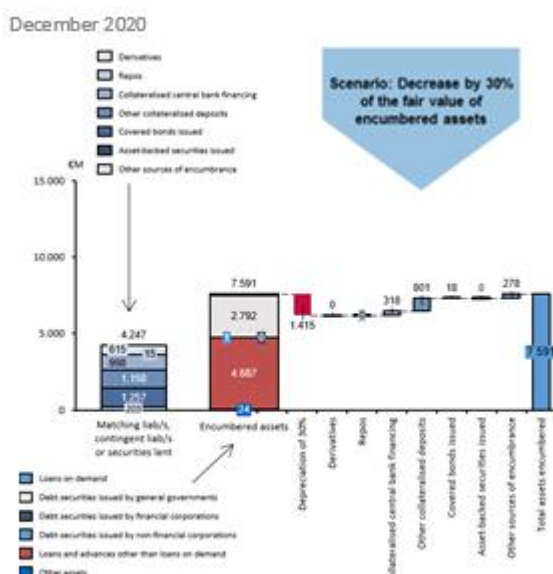 December 2020
Derivatives
Repos
Collateralised central bank financing
Other collateralised deposits
Covered bonds issued
Asset-backed securities issued
Other sources of encumbrance
Scenario: Decrease by 30%
of the fair value of
encumbered assets
€M
15.000
10.000
5.000
0
4.247
615
15
998
1.158
1.257
7.591
2.792
4.687
24
1.415
0
318
801
18
0
278
7.591
Matching liab/s,
contingent liab/s
or securities lent
Encumbered assets
Depreciation of 30%
Derivatives
Repos
Collateralised central bank financing
Other collateralised deposits
Covered bonds issued
Asset-backed securities issued
Other sources of encumbrance
Total assets encumbered
Loans on demand
Debt securities issued by general governments
Debt securities issued by financial corporations
Debt securities issued by non-financial corporations
Loans and advances other than loans on demand
Other assets